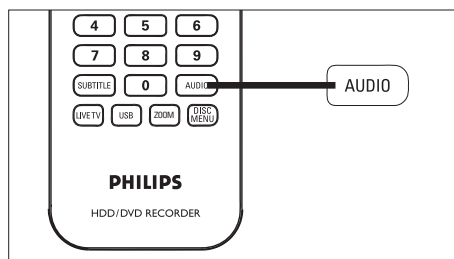 4 5 6
7 8 9
SUBTITLE 0 AUDIO
AUDIO
LIVE TV USB ZOOM DISC MENU
PHILIPS
HDD/DVD RECORDER